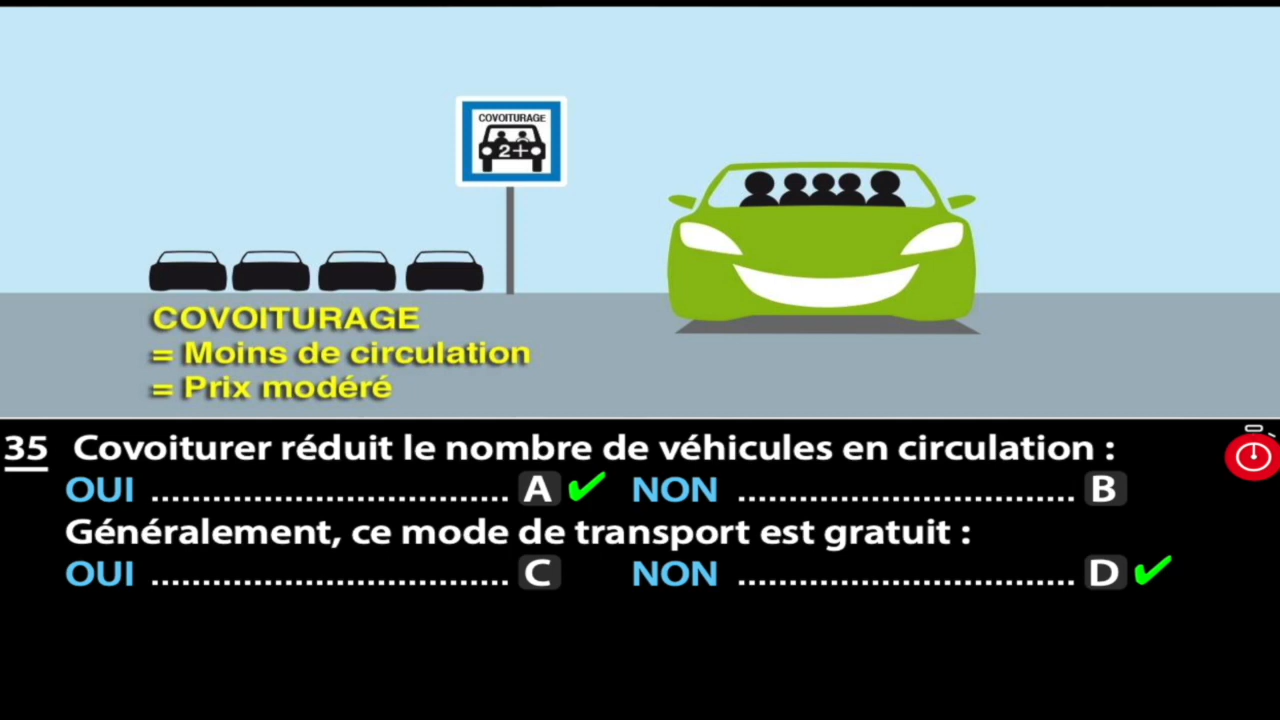 COVOITURAGE
2+
COVOITURAGE
= Moins de circulation
= Prix modéré
35 Covoiturer réduit le nombre de véhicules en circulation :
OUI .................................. A ✔ NON ................................. B
Généralement, ce mode de transport est gratuit :
OUI .................................. C NON ................................. D ✔